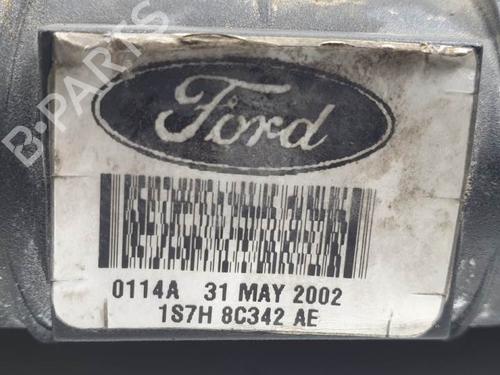 B-PARTS
Ford
0114A 31 MAY 2002
1S7H 8C342 AE